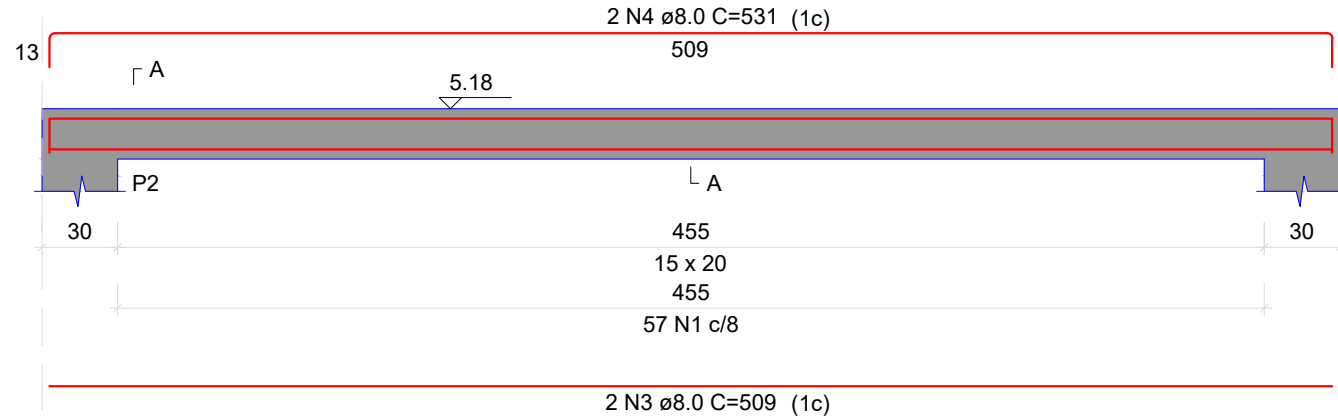 2 N4 ø8.0 C=531 (1c)
13
509
A
5.18
P2
A
30
455
30
15 x 20
455
57 N1 c/8
2 N3 ø8.0 C=509 (1c)